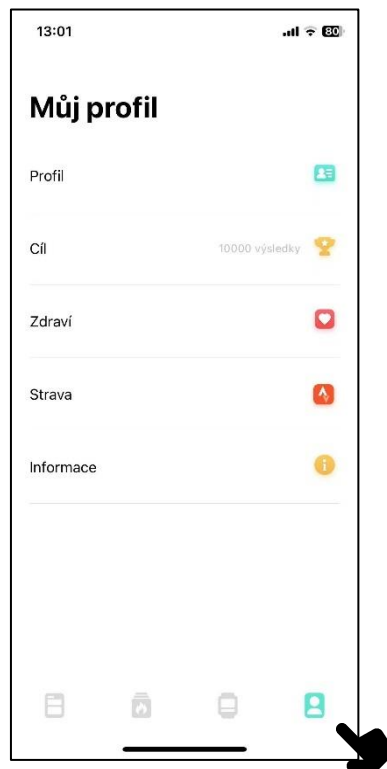 13:01
80
Můj profil
Profil
Cíl
10000 výsledky
Zdraví
Strava
Informace